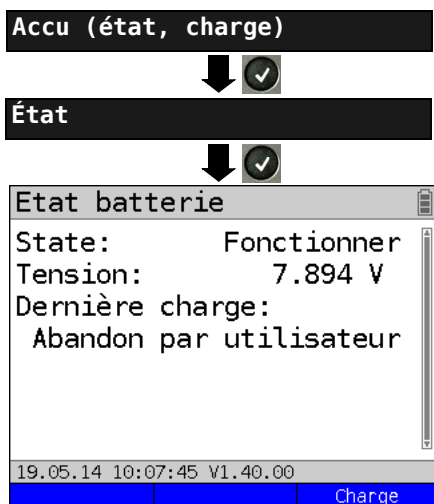 Accu (état, charge)
État
Etat batterie
State: Fonctionner
Tension: 7.894 V
Dernière charge:
Abandon par utilisateur
19.05.14 10:07:45 V1.40.00
Charge